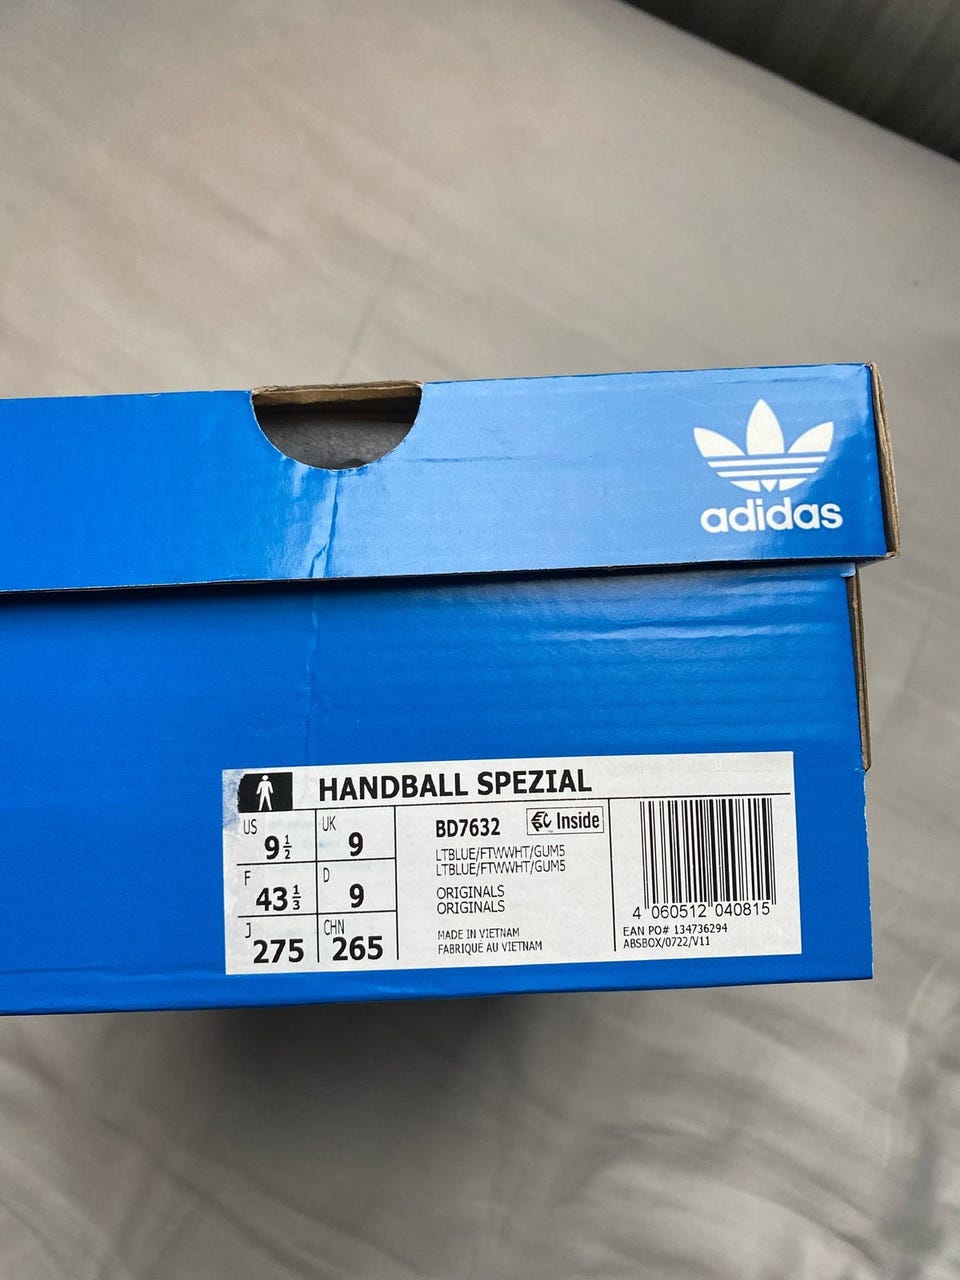 adidas
HANDBALL SPEZIAL
US 9 1/2
UK 9
F 43 1/3
D 9
J 275
CHN 265
BD7632
Inside
LTBLUE/FTWWHT/GUM5
LTBLUE/FTWWHT/GUM5
ORIGINALS
ORIGINALS
MADE IN VIETNAM
FABRIQUE AU VIETNAM
4 060512 040815
EAN PO# 134736294
ABSBOX/0722/V11